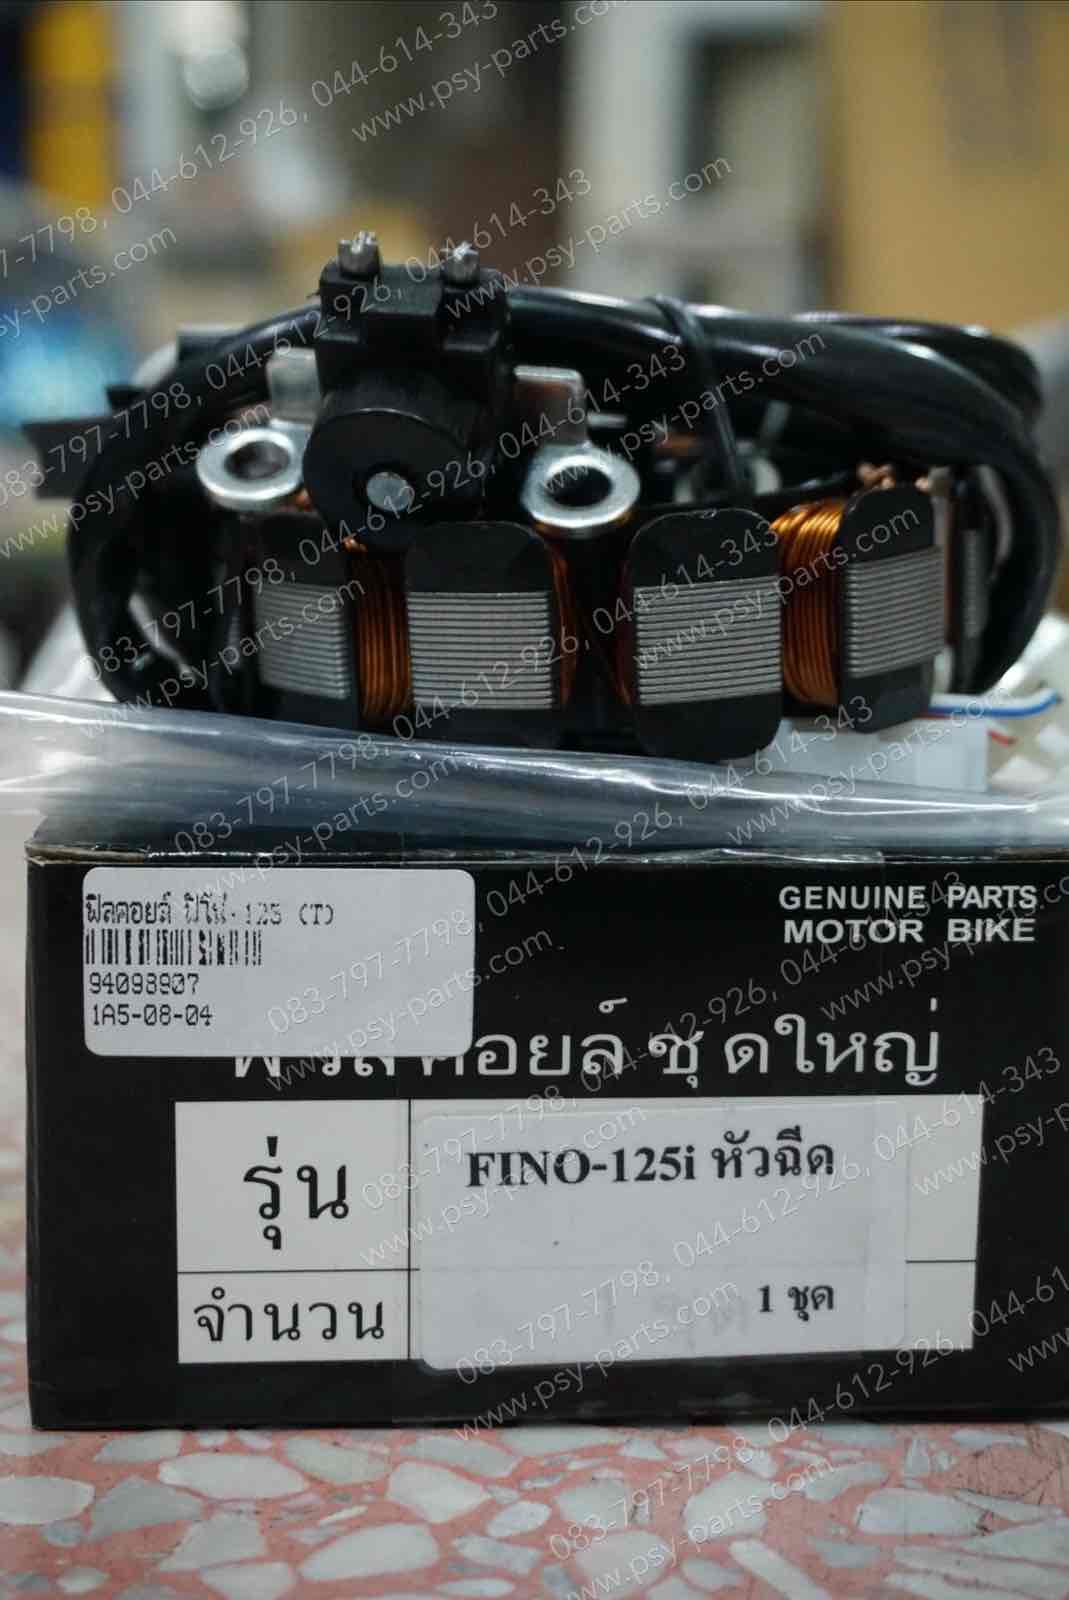 ฟิลคอยล์ ฟีโน่-125 (T)
94098907
1A5-08-04
GENUINE PARTS
MOTOR BIKE
คอยล์ ชุดใหญ่
รุ่น
FINO-125i หัวฉีด
จำนวน
1 ชุด
083-797-7798, 044-612-926, 044-614-343
www.psy-parts.com